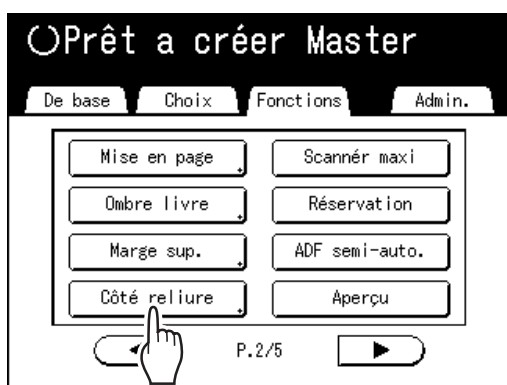 Prêt a créer Master
De base Choix Fonctions Admin.
Mise en page Scannér maxi
Ombre livre Réservation
Marge sup. ADF semi-auto.
Côté reliure Aperçu
P.2/5